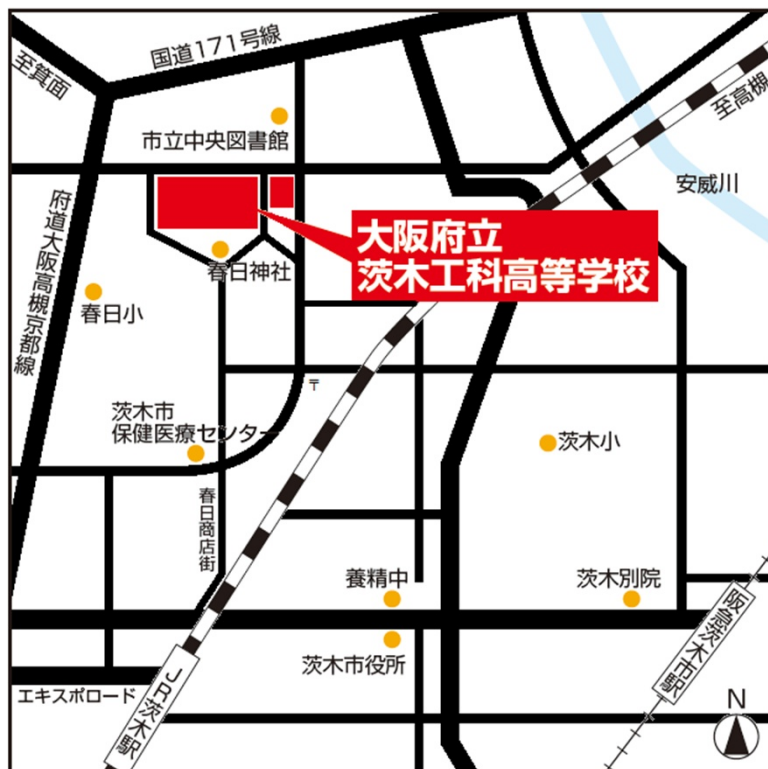 国道171号線
至箕面
至高槻
市立中央図書館
安威川
府道大阪高槻京都線
大阪府立
茨木工科高等学校
春日神社
春日小
〒
茨木市
保健医療センター
茨木小
春日商店街
養精中
茨木別院
阪急茨木市駅
茨木市役所
JR茨木駅
エキスポロード
N